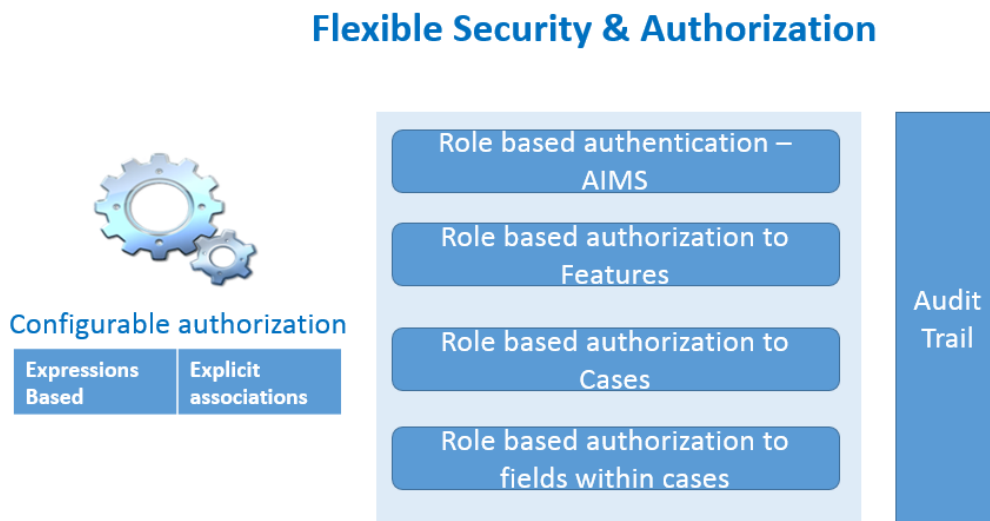 Flexible Security & Authorization
Configurable authorization
Expressions
Based
Explicit
associations
Role based authentication –
AIMS
Role based authorization to
Features
Role based authorization to
Cases
Role based authorization to
fields within cases
Audit
Trail